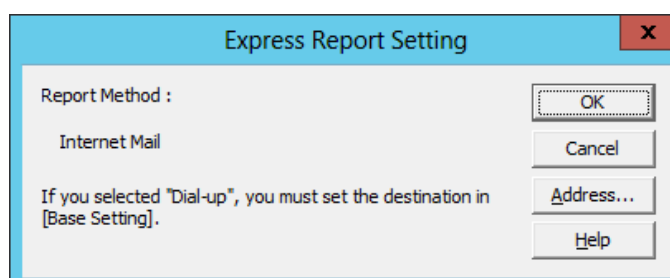 Express Report Setting
x
Report Method :
OK
Internet Mail
Cancel
If you selected "Dial-up", you must set the destination in
[Base Setting].
Address...
Help